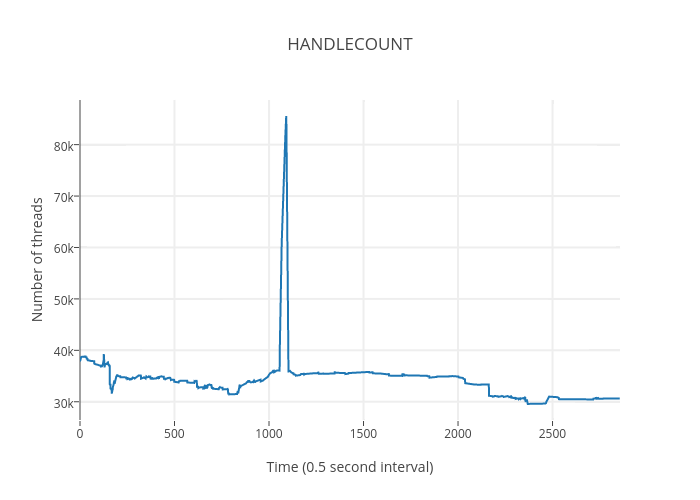 HANDLECOUNT
Number of threads
80k
70k
60k
50k
40k
30k
0
500
1000
1500
2000
2500
Time (0.5 second interval)